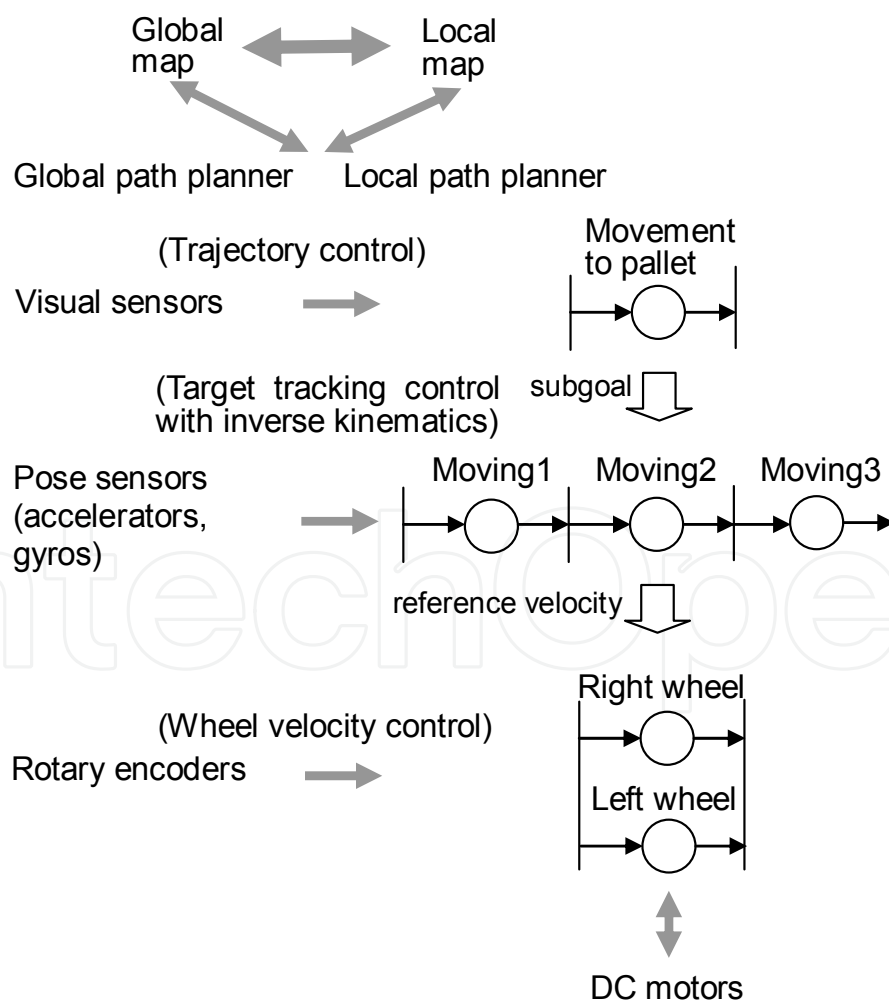 Global
map
Local
map
Global path planner
Local path planner
(Trajectory control)
Movement
to pallet
Visual sensors
(Target tracking control
with inverse kinematics)
subgoal
Pose sensors
(accelerators,
gyros)
Moving1
Moving2
Moving3
reference velocity
Right wheel
(Wheel velocity control)
Rotary encoders
Left wheel
DC motors
ntechOpe